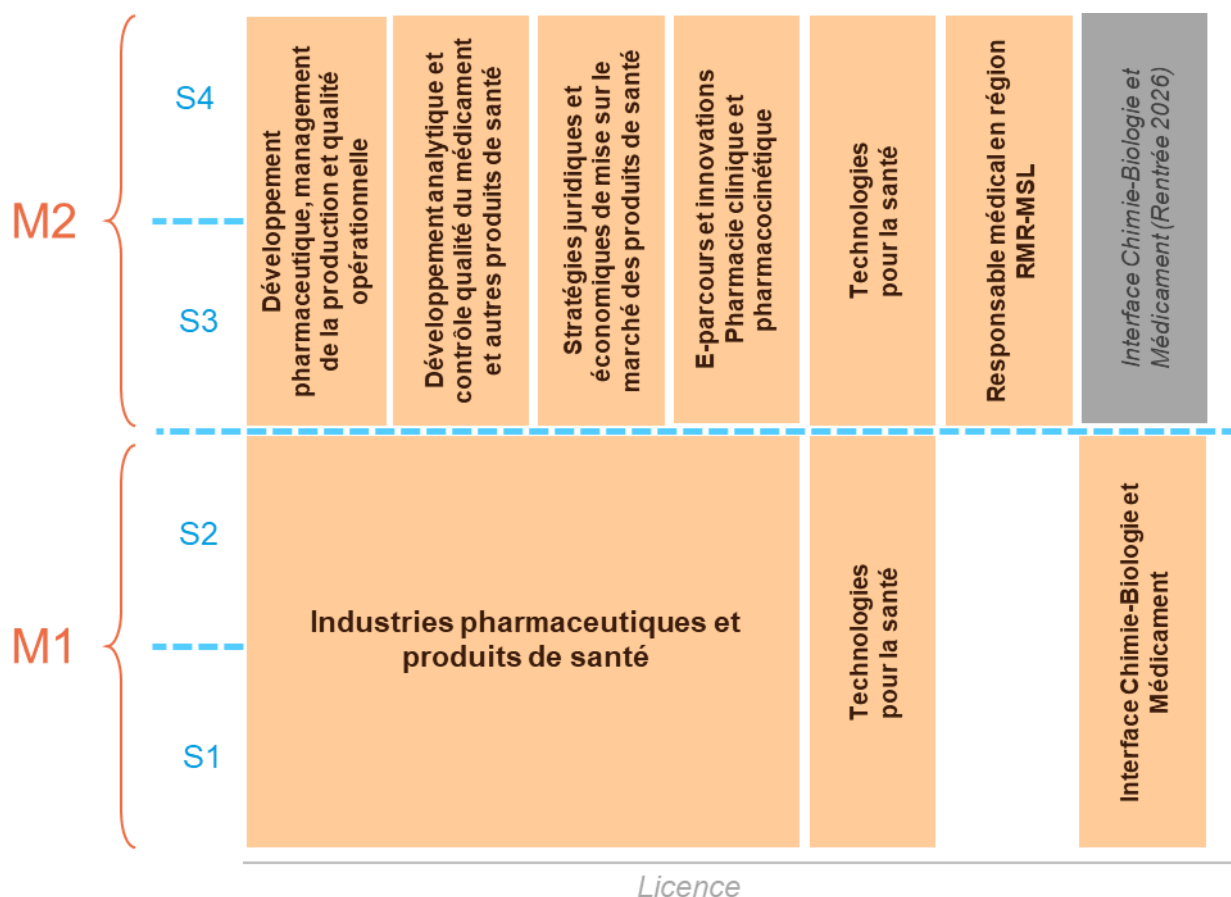 M2
S4
S3
Développement
pharmaceutique, management
de la production et qualité
opérationnelle
Développement analytique et
contrôle qualité du médicament
et autres produits de santé
Stratégies juridiques et
économiques de mise sur le
marché des produits de santé
E-parcours et innovations
Pharmacie clinique et
pharmacocinétique
Technologies
pour la santé
Responsable médical en région
RMR-MSL
Interface Chimie-Biologie et
Médicament (Rentrée 2026)
M1
S2
S1
Industries pharmaceutiques et
produits de santé
Technologies
pour la santé
Interface Chimie-Biologie et
Médicament
Licence